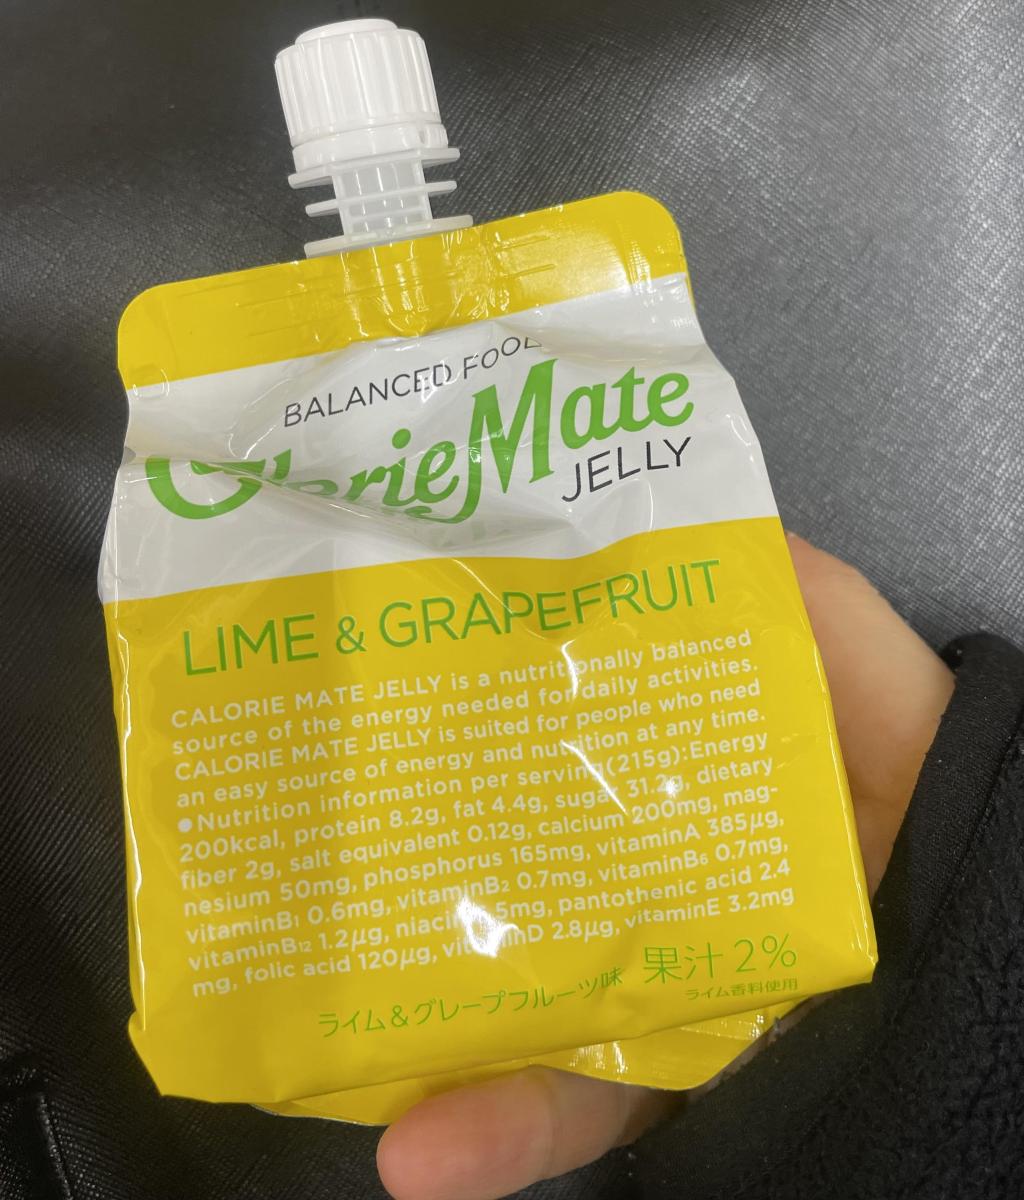 BALANCED FOOD
CalorieMate
JELLY
LIME & GRAPEFRUIT
CALORIE MATE JELLY is a nutritionally balanced
source of the energy needed for daily activities.
CALORIE MATE JELLY is suited for people who need
an easy source of energy and nutrition at any time.
●Nutrition information per serving(215g):Energy
200kcal, protein 8.2g, fat 4.4g, sugar 31.2g, dietary
fiber 2g, salt equivalent 0.12g, calcium 200mg, mag-
nesium 50mg, phosphorus 165mg, vitaminA 385μg,
vitaminB₁ 0.6mg, vitaminB₂ 0.7mg, vitaminB₆ 0.7mg,
vitaminB₁₂ 1.2μg, niacin 5mg, pantothenic acid 2.4
mg, folic acid 120μg, vitaminD 2.8μg, vitaminE 3.2mg
ライム&グレープフルーツ味 果汁2%
ライム香料使用